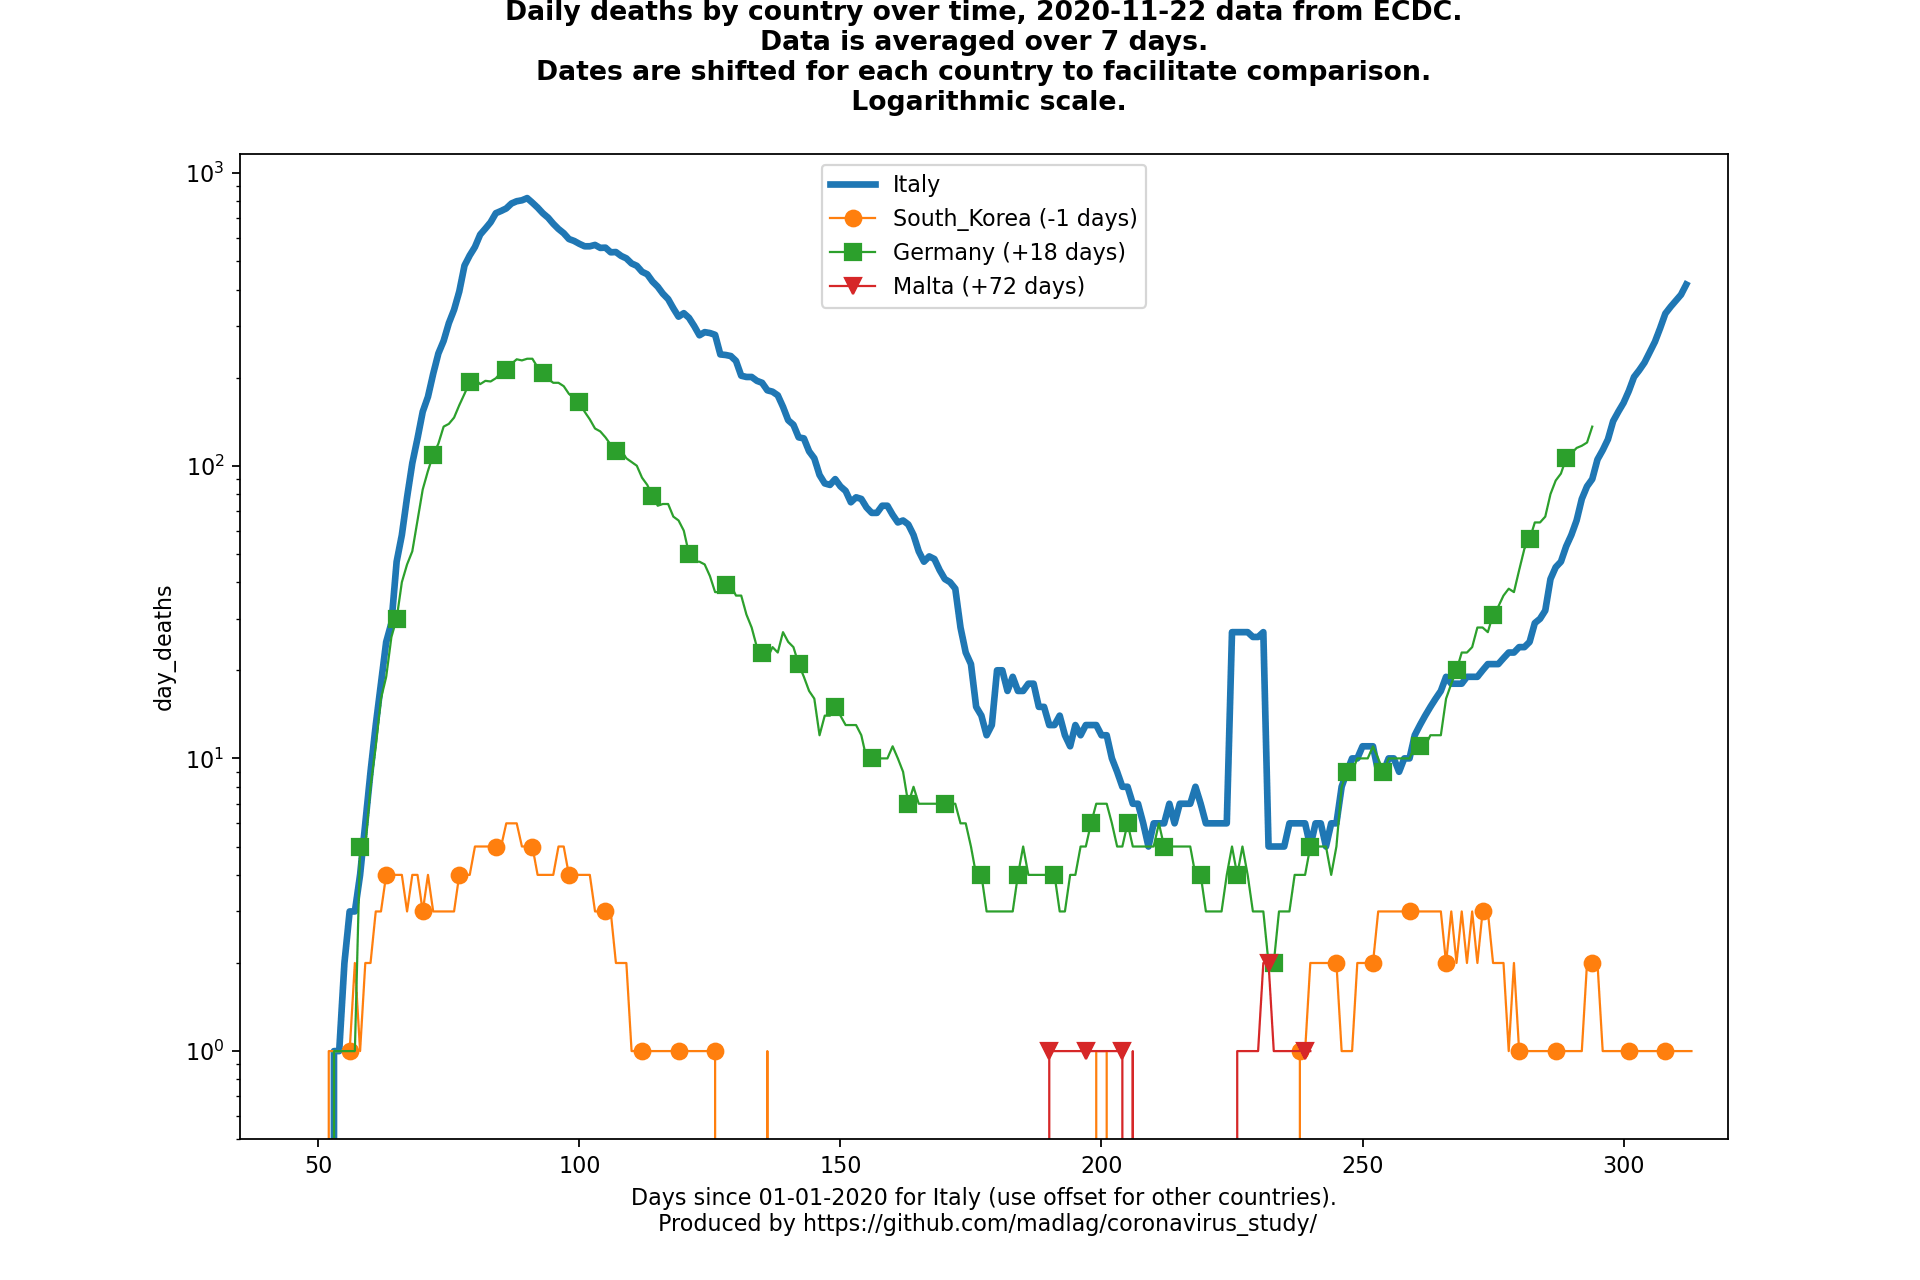 Daily deaths by country over time, 2020-11-22 data from ECDC.
Data is averaged over 7 days.
Dates are shifted for each country to facilitate comparison.
Logarithmic scale.
10³
10²
10¹
10⁰
day_deaths
Italy
South_Korea (-1 days)
Germany (+18 days)
Malta (+72 days)
50 100 150 200 250 300
Days since 01-01-2020 for Italy (use offset for other countries).
Produced by https://github.com/madlag/coronavirus_study/